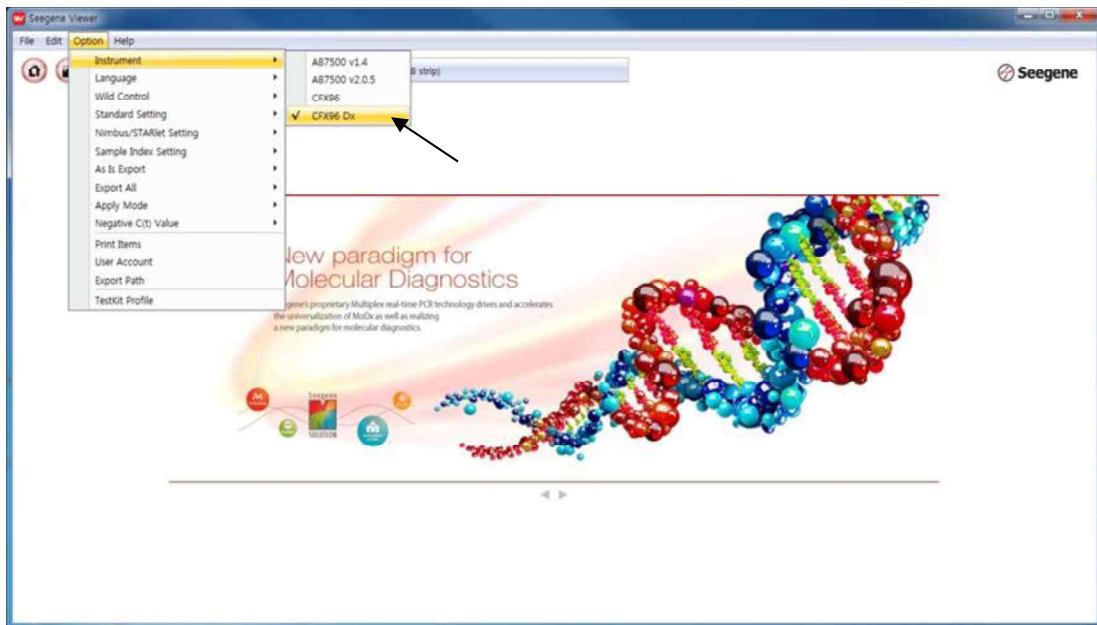 Seegene Viewer
File Edit Option Help
Instrument
Language
Wild Control
Standard Setting
Nimbus/STARlet Setting
Sample Index Setting
As Is Export
Export All
Apply Mode
Negative C(t) Value
Print Items
User Account
Export Path
TestKit Profile
AB7500 v1.4
AB7500 v2.0.5
CFX96
✓ CFX96 Dx
8 strip)
Seegene
New paradigm for
Molecular Diagnostics
Seegene's proprietary Multiplex real-time PCR technology drives and accelerates
the universalization of MoDx as well as realizing
a new paradigm for molecular diagnostics.
Seegene
SOLUTION